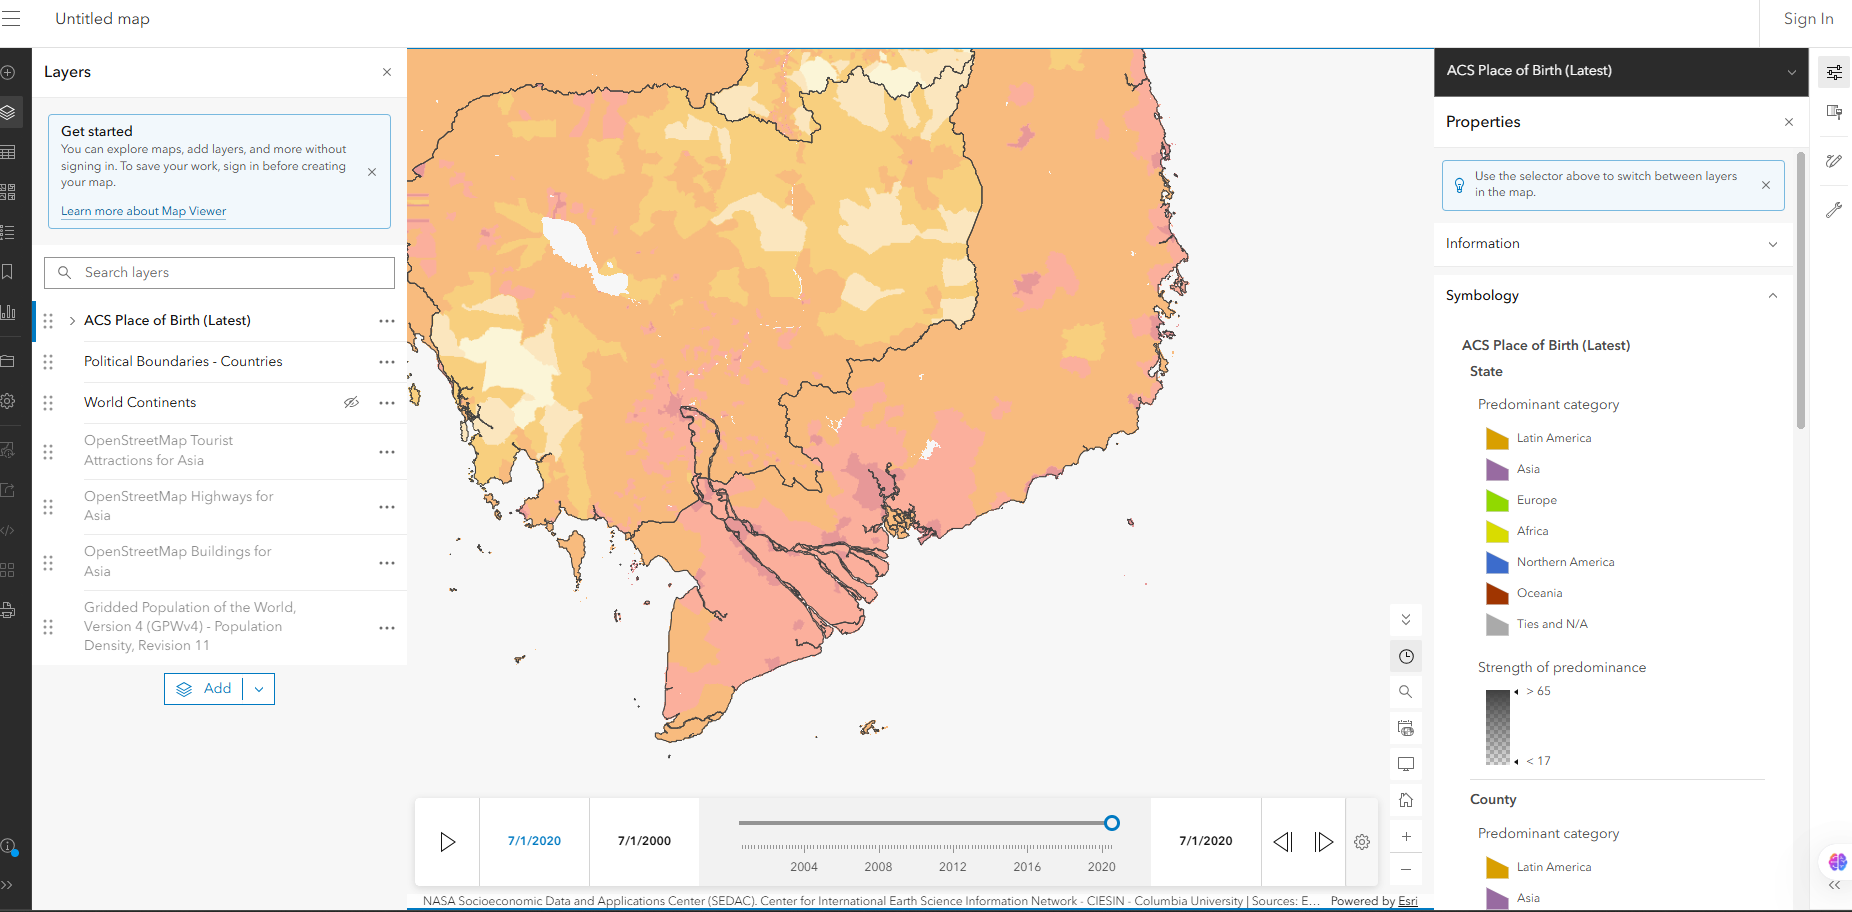 Untitled map
Sign In
Layers
Get started
You can explore maps, add layers, and more without
signing in. To save your work, sign in before creating
your map.
Learn more about Map Viewer
Search layers
ACS Place of Birth (Latest)
Political Boundaries - Countries
World Continents
OpenStreetMap Tourist
Attractions for Asia
OpenStreetMap Highways for
Asia
OpenStreetMap Buildings for
Asia
Gridded Population of the World,
Version 4 (GPWv4) - Population
Density, Revision 11
Add
7/1/2020
7/1/2000
2004
2008
2012
2016
2020
7/1/2020
NASA Socioeconomic Data and Applications Center (SEDAC). Center for International Earth Science Information Network - CIESIN - Columbia University | Sources: E...
Powered by Esri
ACS Place of Birth (Latest)
Properties
Use the selector above to switch between layers
in the map.
Information
Symbology
ACS Place of Birth (Latest)
State
Predominant category
Latin America
Asia
Europe
Africa
Northern America
Oceania
Ties and N/A
Strength of predominance
> 65
< 17
County
Predominant category
Latin America
Asia